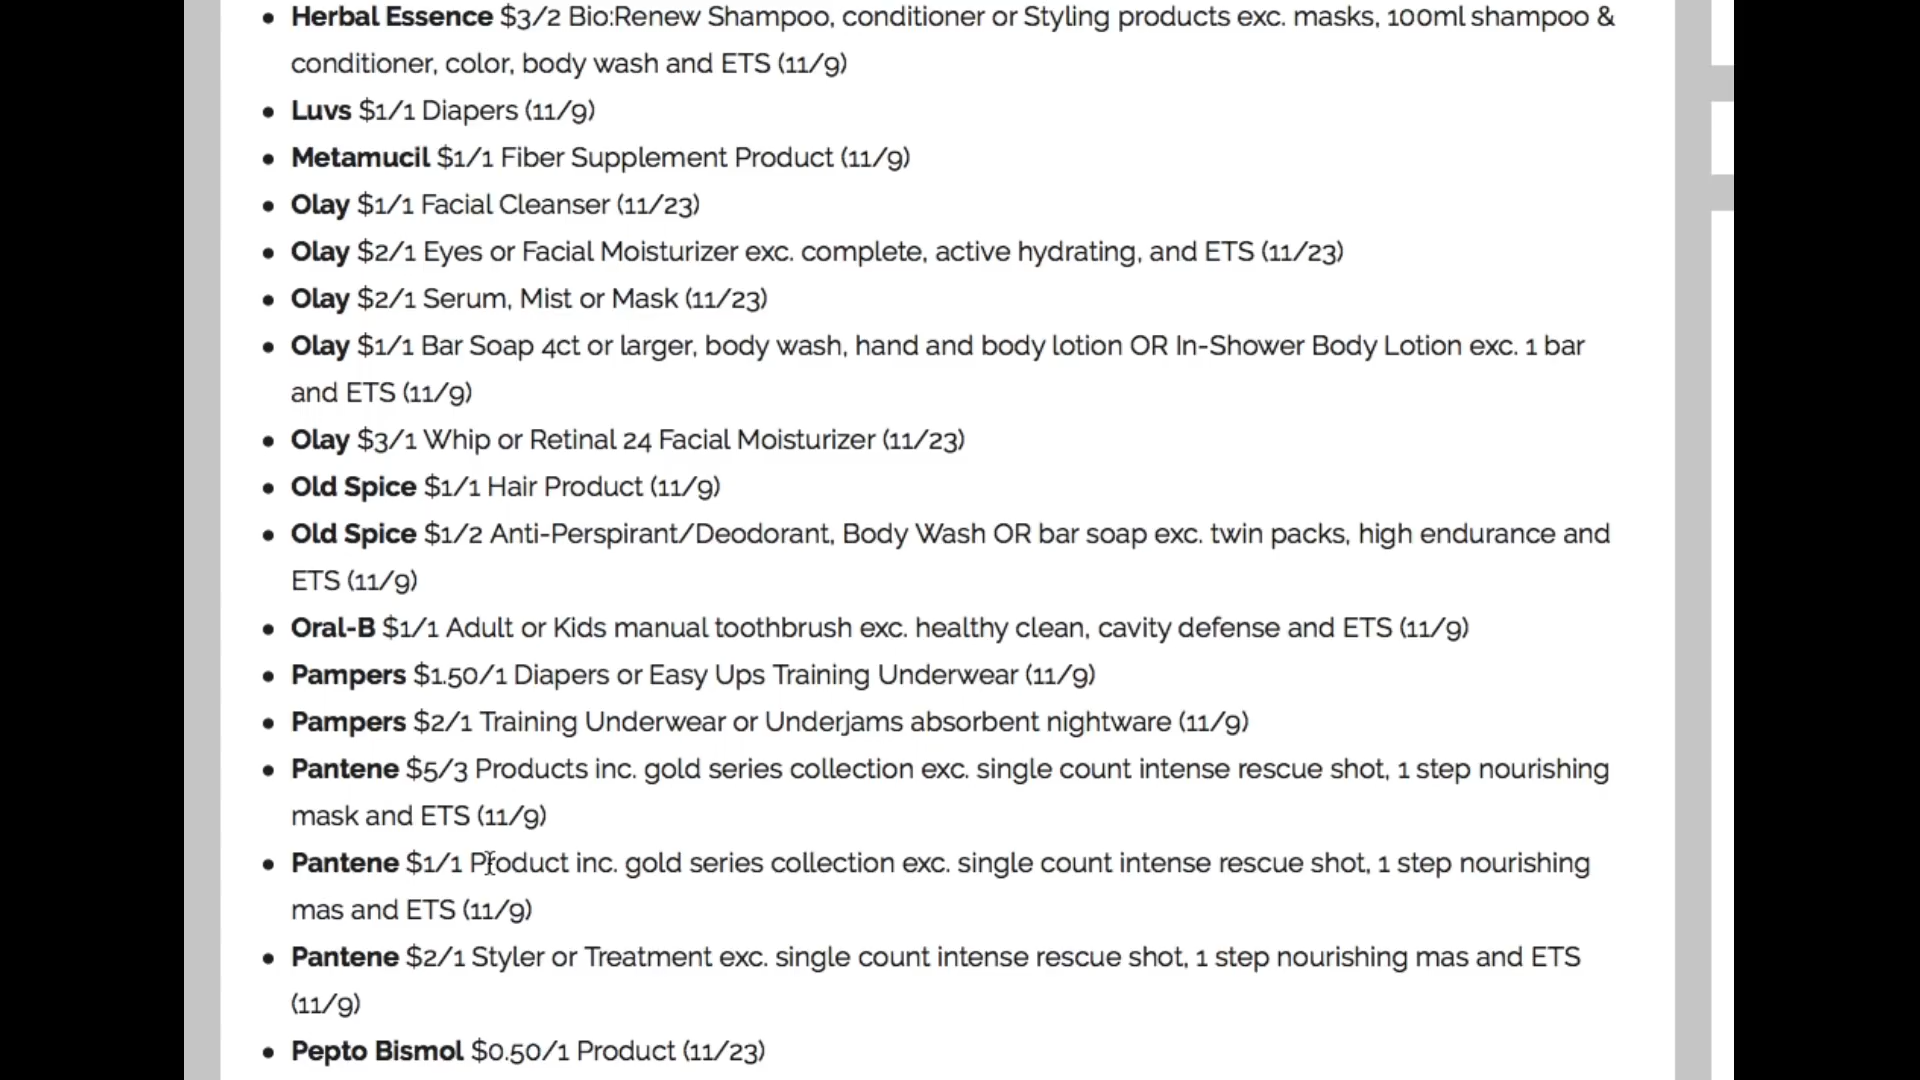 Herbal Essence $3/2 Bio:Renew Shampoo, conditioner or Styling products exc. masks, 100ml shampoo &
conditioner, color, body wash and ETS (11/9)
Luvs $1/1 Diapers (11/9)
Metamucil $1/1 Fiber Supplement Product (11/9)
Olay $1/1 Facial Cleanser (11/23)
Olay $2/1 Eyes or Facial Moisturizer exc. complete, active hydrating, and ETS (11/23)
Olay $2/1 Serum, Mist or Mask (11/23)
Olay $1/1 Bar Soap 4ct or larger, body wash, hand and body lotion OR In-Shower Body Lotion exc. 1 bar
and ETS (11/9)
Olay $3/1 Whip or Retinal 24 Facial Moisturizer (11/23)
Old Spice $1/1 Hair Product (11/9)
Old Spice $1/2 Anti-Perspirant/Deodorant, Body Wash OR bar soap exc. twin packs, high endurance and
ETS (11/9)
Oral-B $1/1 Adult or Kids manual toothbrush exc. healthy clean, cavity defense and ETS (11/9)
Pampers $1.50/1 Diapers or Easy Ups Training Underwear (11/9)
Pampers $2/1 Training Underwear or Underjams absorbent nightware (11/9)
Pantene $5/3 Products inc. gold series collection exc. single count intense rescue shot, 1 step nourishing
mask and ETS (11/9)
Pantene $1/1 Product inc. gold series collection exc. single count intense rescue shot, 1 step nourishing
mas and ETS (11/9)
Pantene $2/1 Styler or Treatment exc. single count intense rescue shot, 1 step nourishing mas and ETS
(11/9)
Pepto Bismol $0.50/1 Product (11/23)